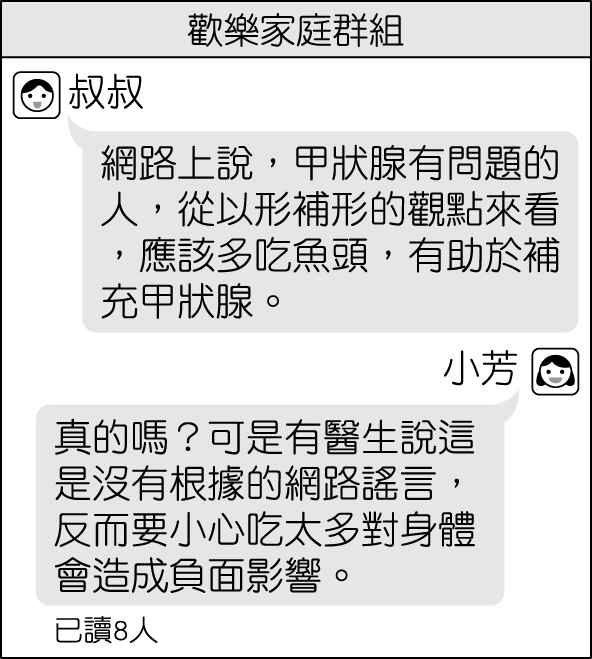 歡樂家庭群組
叔叔
網路上說，甲狀腺有問題的
人，從以形補形的觀點來看
，應該多吃魚頭，有助於補
充甲狀腺。
小芳
真的嗎？可是有醫生說這
是沒有根據的網路謠言，
反而要小心吃太多對身體
會造成負面影響。
已讀8人